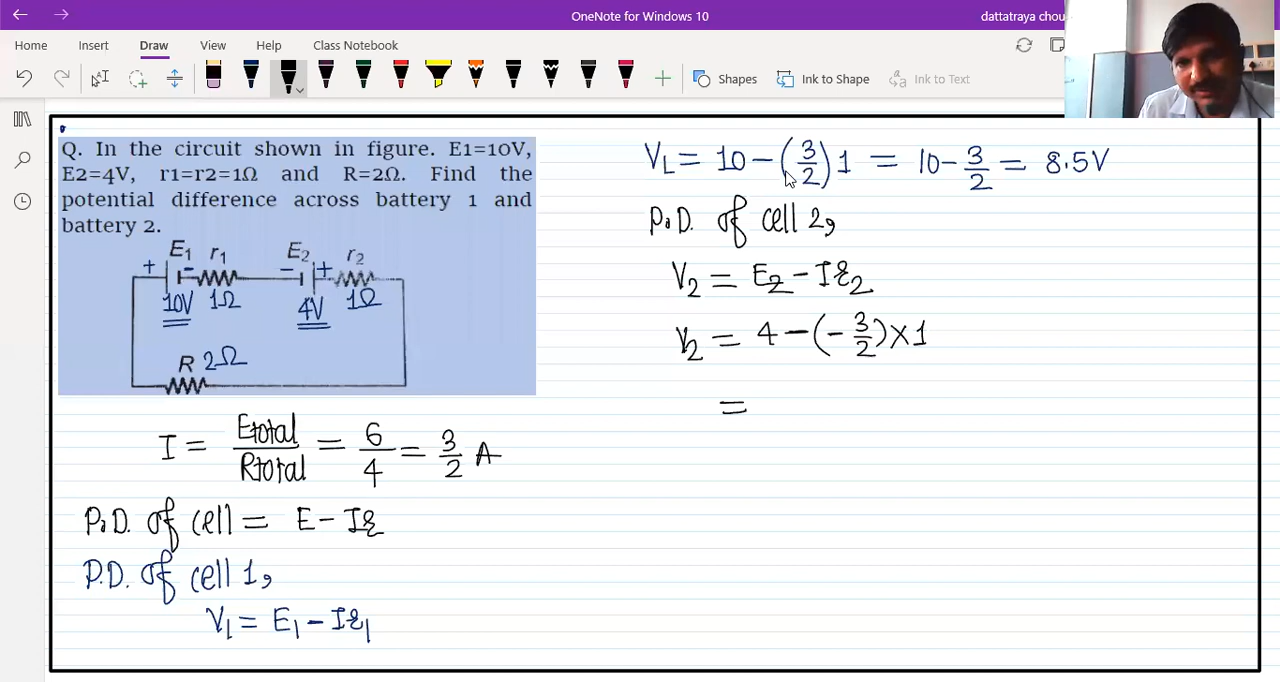 OneNote for Windows 10
dattatraya chou
Home Insert Draw View Help Class Notebook
Shapes Ink to Shape Ink to Text
Q. In the circuit shown in figure. E1=10V,
E2=4V, r1=r2=1Ω and R=2Ω. Find the
potential difference across battery 1 and
battery 2.
E1 r1 E2 r2
+ - - +
10V 1Ω 4V 1Ω
R 2Ω
I = Etotal/Rtotal = 6/4 = 3/2 A
P.D. of cell = E - Ir
P.D. of cell 1,
V1 = E1 - Ir1
V1 = 10 - (3/2) 1 = 10 - 3/2 = 8.5V
P.D. of cell 2,
V2 = E2 - Ir2
V2 = 4 - (-3/2) × 1
=